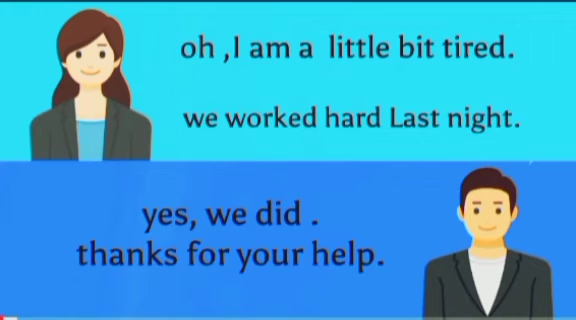 oh ,I am a little bit tired.
we worked hard Last night.
yes, we did .
thanks for your help.